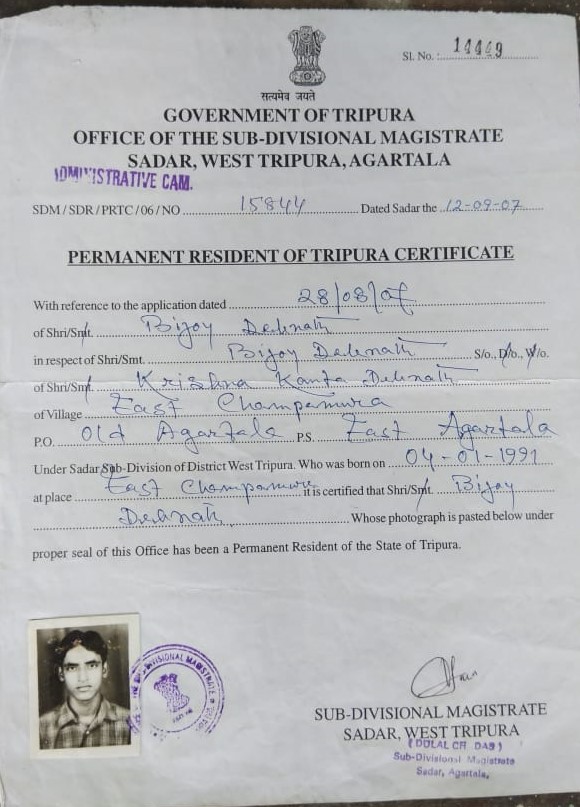 Sl. No. : 14449
सत्यमेव जयते
GOVERNMENT OF TRIPURA
OFFICE OF THE SUB-DIVISIONAL MAGISTRATE
SADAR, WEST TRIPURA, AGARTALA
ADMINISTRATIVE CAM.
SDM / SDR / PRTC / 06 / NO 15844 Dated Sadar the 12-09-07
PERMANENT RESIDENT OF TRIPURA CERTIFICATE
With reference to the application dated 28/08/07
of Shri/Smt. Bijoy Debnath
in respect of Shri/Smt. Bijoy Debnath S/o., D/o., W/o.
of Shri/Smt. Krishna Kanta Debnath
of Village East Champamura
P.O. Old Agartala P.S. East Agartala
Under Sadar Sub-Division of District West Tripura. Who was born on 04-01-1991
at place East Champamura it is certified that Shri/Smt. Bijoy
Debnath Whose photograph is pasted below under
proper seal of this Office has been a Permanent Resident of the State of Tripura.
SUB-DIVISIONAL MAGISTRATE
SUB-DIVISIONAL MAGISTRATE
SADAR, WEST TRIPURA
(DULAL CH DAS)
Sub-Divisional Magistrate
Sadar, Agartala.